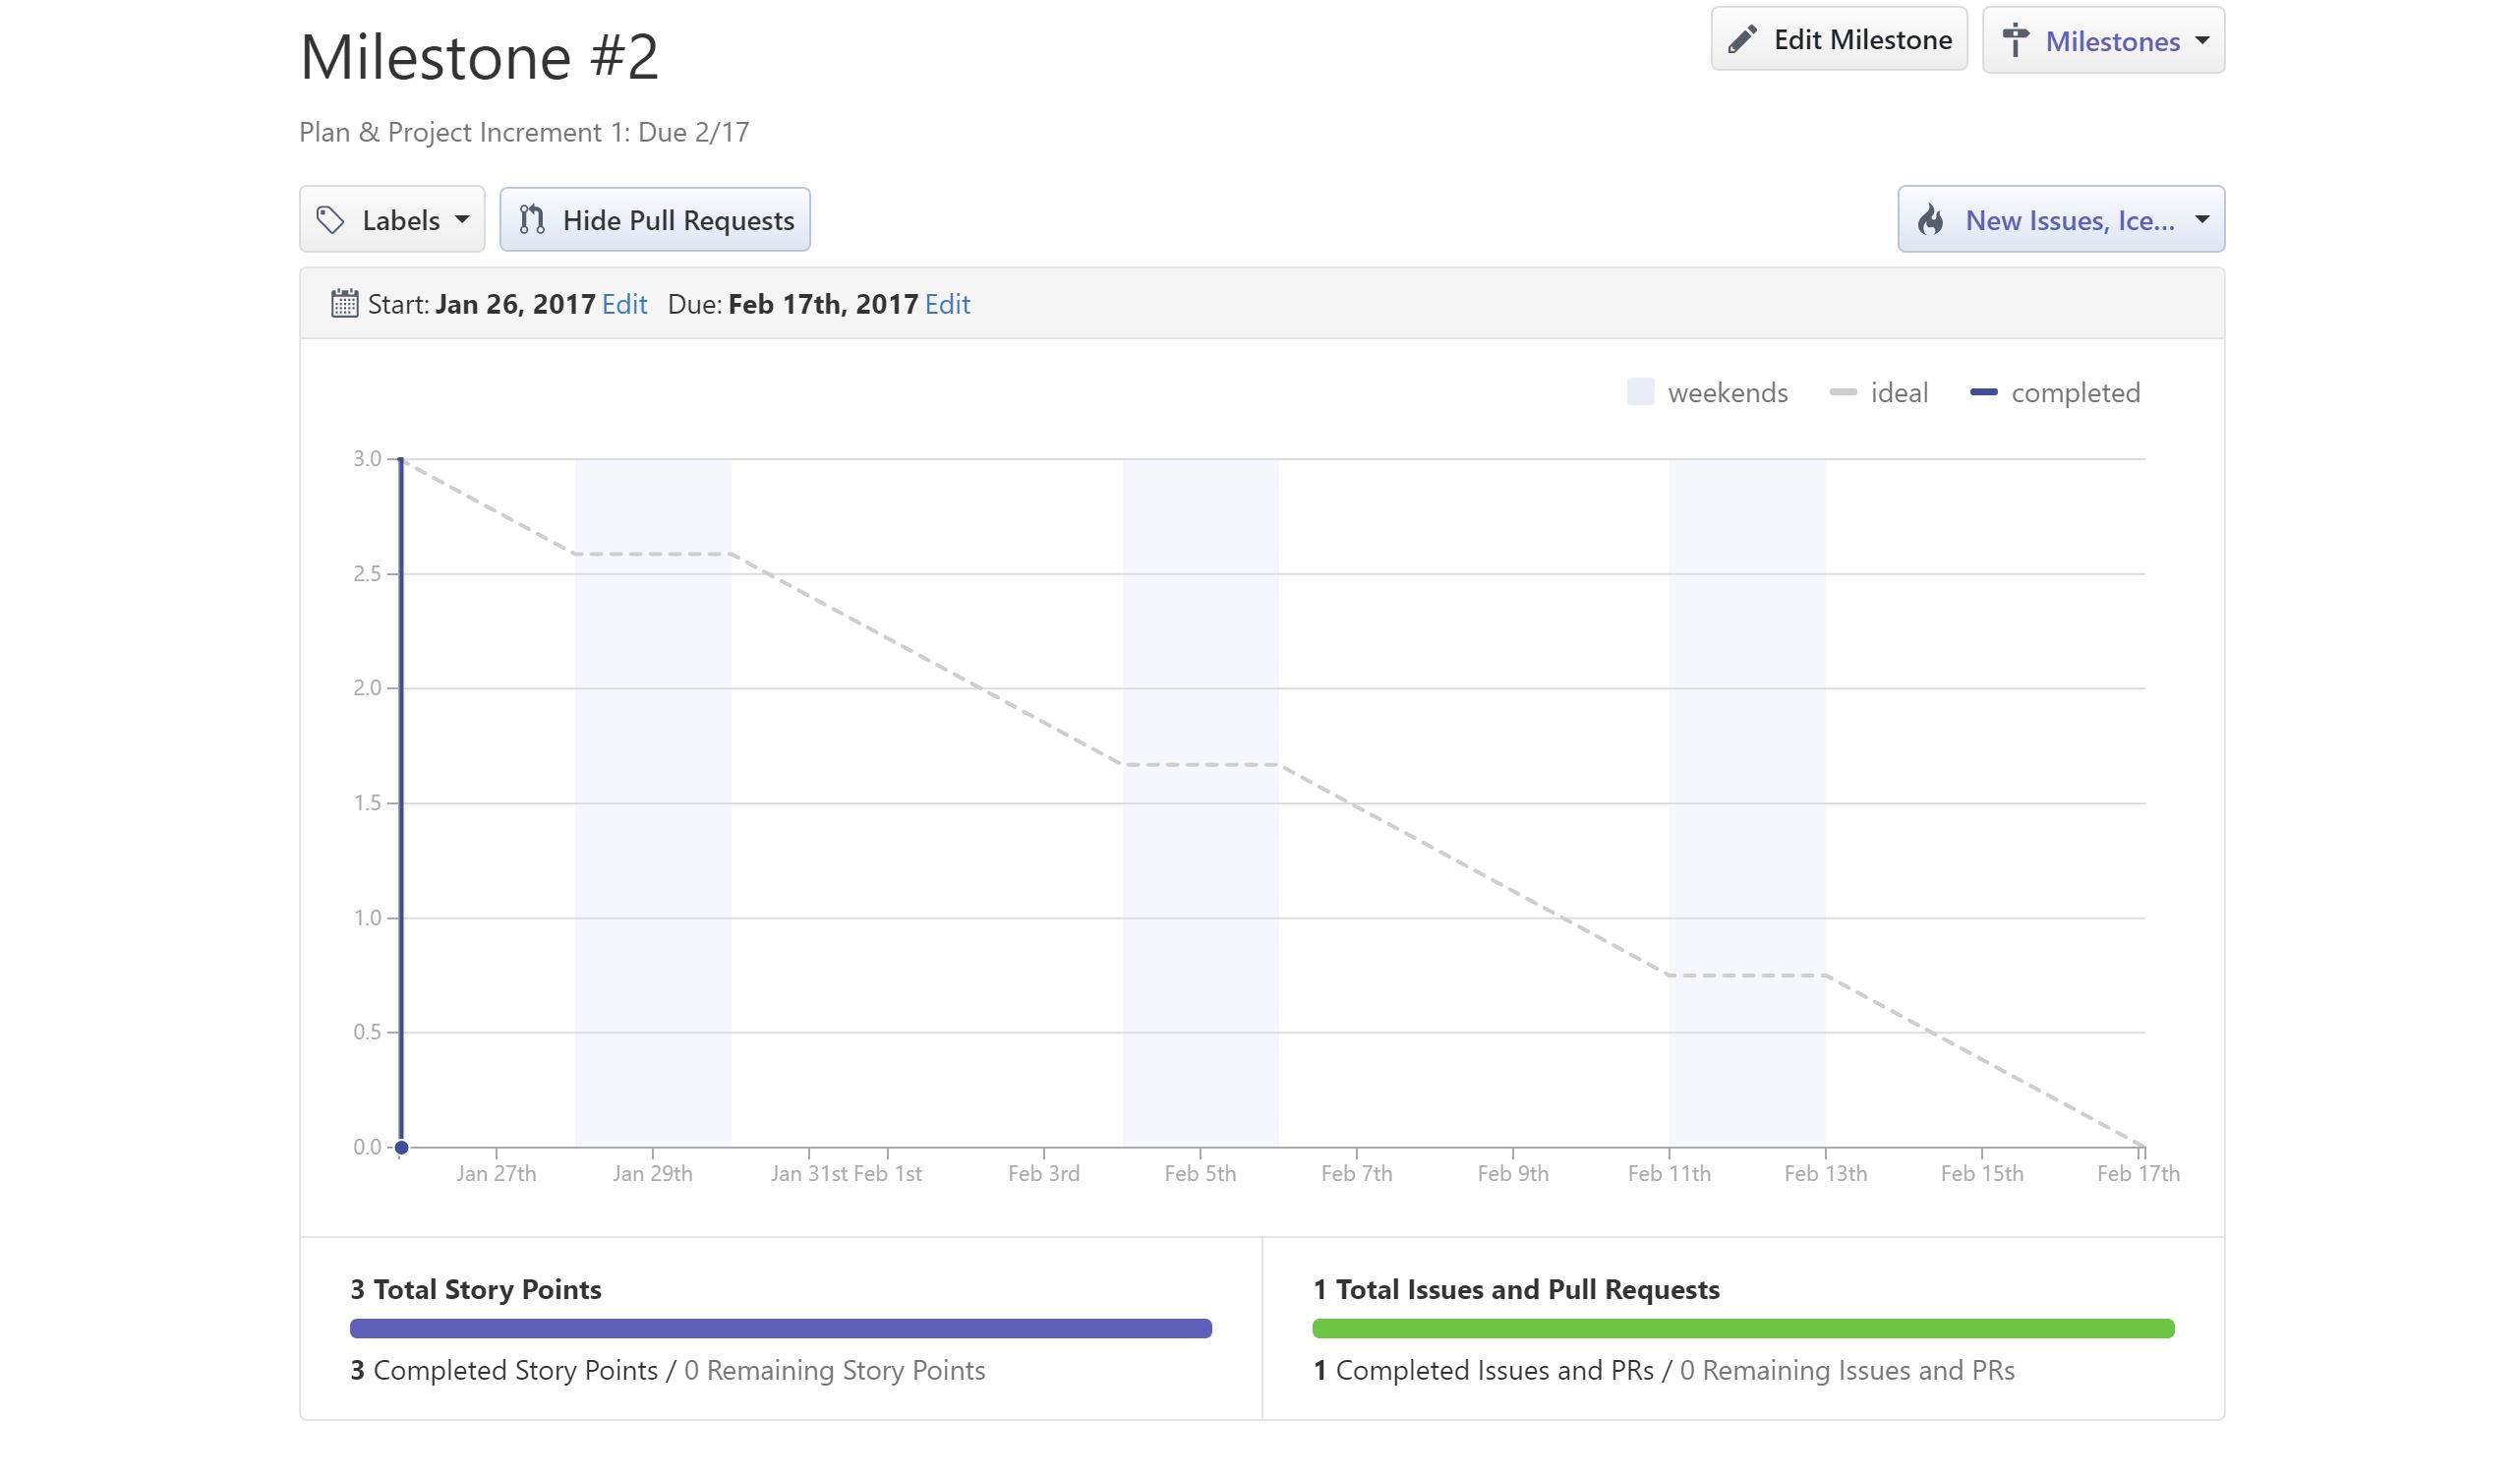 Milestone #2
Edit Milestone
Milestones
Plan & Project Increment 1: Due 2/17
Labels
Hide Pull Requests
New Issues, Ice...
Start: Jan 26, 2017 Edit Due: Feb 17th, 2017 Edit
weekends ideal completed
3.0
2.5
2.0
1.5
1.0
0.5
0.0
Jan 27th Jan 29th Jan 31st Feb 1st Feb 3rd Feb 5th Feb 7th Feb 9th Feb 11th Feb 13th Feb 15th Feb 17th
3 Total Story Points
3 Completed Story Points / 0 Remaining Story Points
1 Total Issues and Pull Requests
1 Completed Issues and PRs / 0 Remaining Issues and PRs